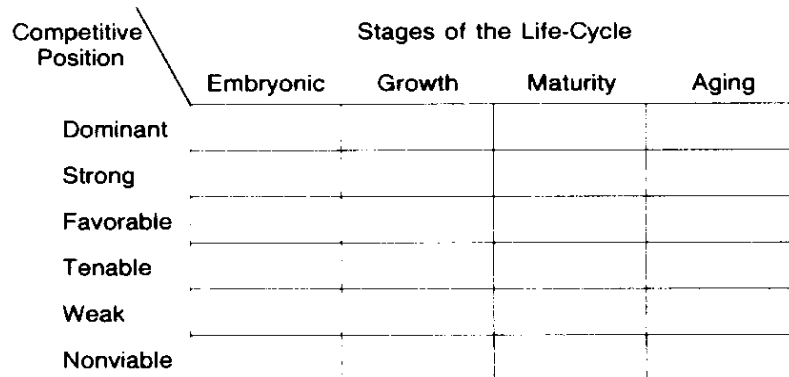 Competitive
Position
Stages of the Life-Cycle
Embryonic Growth Maturity Aging
Dominant
Strong
Favorable
Tenable
Weak
Nonviable